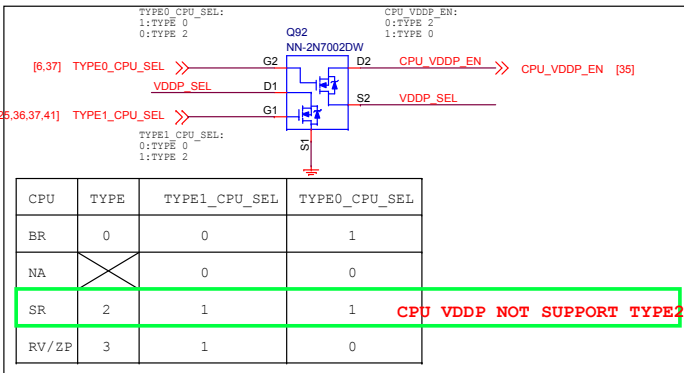 TYPE0_CPU_SEL:
1:TYPE 0
0:TYPE 2
CPU_VDDP_EN:
0:TYPE 2
1:TYPE 0
Q92
NN-2N7002DW
[6,37] TYPE0_CPU_SEL G2 D2 CPU_VDDP_EN CPU_VDDP_EN [35]
VDDP_SEL D1 S2 VDDP_SEL
25,36,37,41] TYPE1_CPU_SEL G1
S1
TYPE1_CPU_SEL:
0:TYPE 0
1:TYPE 2
CPU TYPE TYPE1_CPU_SEL TYPE0_CPU_SEL
BR 0 0 1
NA 0 0
SR 2 1 1 CPU VDDP NOT SUPPORT TYPE2
RV/ZP 3 1 0